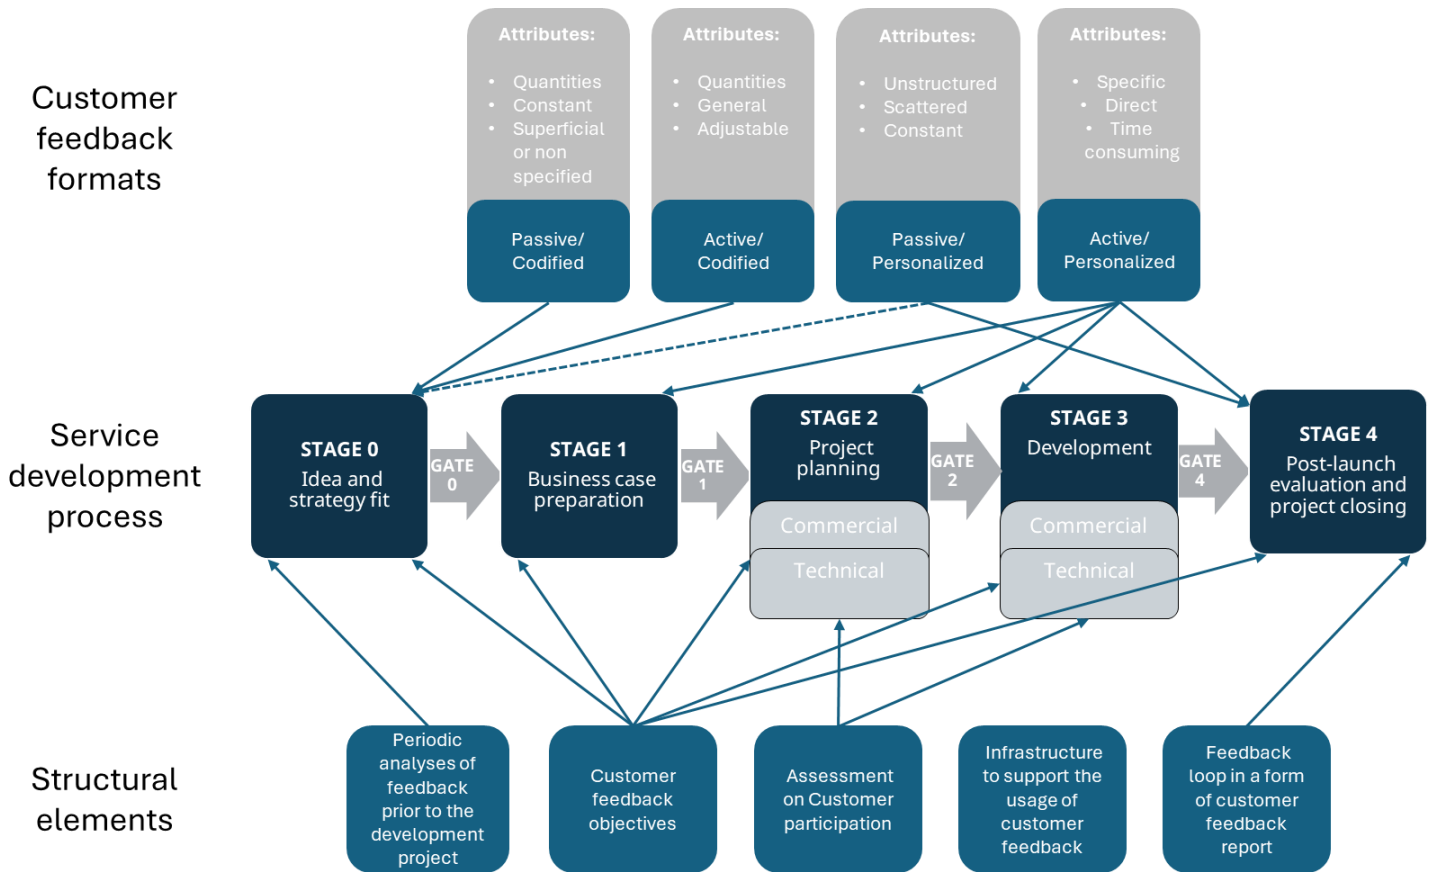 Customer
feedback
formats
Attributes:
• Quantities
• Constant
• Superficial
or non
specified
Passive/
Codified
Attributes:
• Quantities
• General
• Adjustable
Active/
Codified
Attributes:
• Unstructured
• Scattered
• Constant
Passive/
Personalized
Attributes:
• Specific
• Direct
• Time
consuming
Active/
Personalized
Service
development
process
STAGE 0
Idea and
strategy fit
GATE
0
STAGE 1
Business case
preparation
GATE
1
STAGE 2
Project
planning
Commercial
Technical
GATE
2
STAGE 3
Development
Commercial
Technical
GATE
4
STAGE 4
Post-launch
evaluation and
project closing
Structural
elements
Periodic
analyses of
feedback
prior to the
development
project
Customer
feedback
objectives
Assessment
on Customer
participation
Infrastructure
to support the
usage of
customer
feedback
Feedback
loop in a form
of customer
feedback
report